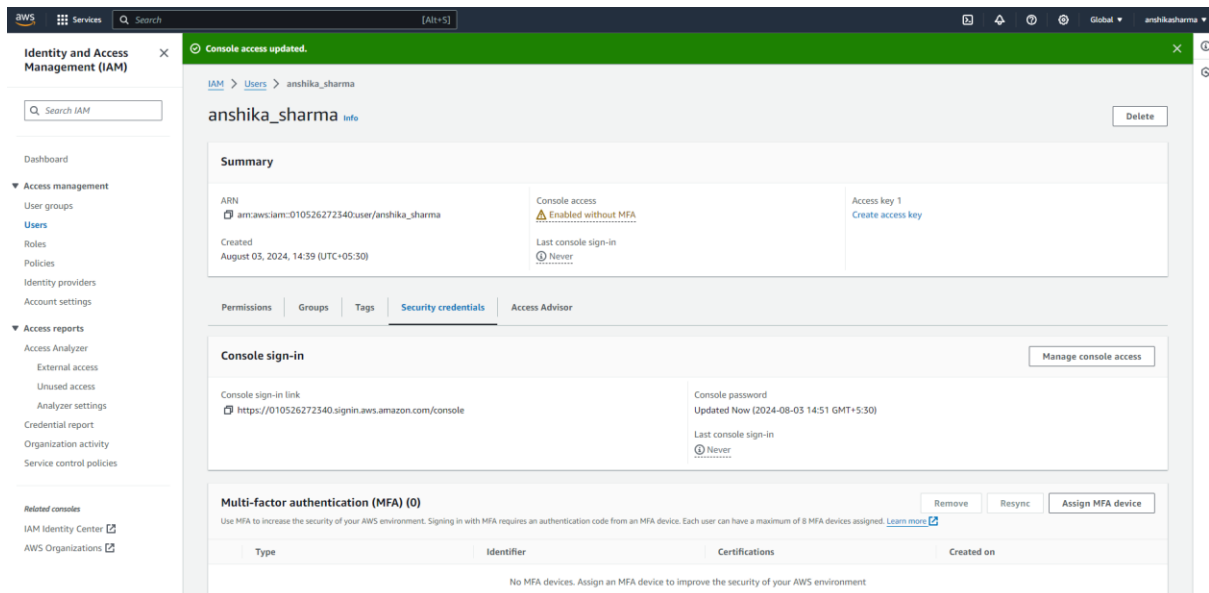 aws Services Search [Alt+S] Global anshikasharma
Identity and Access
Management (IAM)
Search IAM
Dashboard
Access management
User groups
Users
Roles
Policies
Identity providers
Account settings
Access reports
Access Analyzer
External access
Unused access
Analyzer settings
Credential report
Organization activity
Service control policies
Related consoles
IAM Identity Center
AWS Organizations
Console access updated.
IAM > Users > anshika_sharma
anshika_sharma Info
Delete
Summary
ARN
arn:aws:iam::010526272340:user/anshika_sharma
Created
August 03, 2024, 14:39 (UTC+05:30)
Console access
Enabled without MFA
Last console sign-in
Never
Access key 1
Create access key
Permissions Groups Tags Security credentials Access Advisor
Console sign-in
Manage console access
Console sign-in link
https://010526272340.signin.aws.amazon.com/console
Console password
Updated Now (2024-08-03 14:51 GMT+5:30)
Last console sign-in
Never
Multi-factor authentication (MFA) (0)
Remove Resync Assign MFA device
Use MFA to increase the security of your AWS environment. Signing in with MFA requires an authentication code from an MFA device. Each user can have a maximum of 8 MFA devices assigned. Learn more
Type Identifier Certifications Created on
No MFA devices. Assign an MFA device to improve the security of your AWS environment